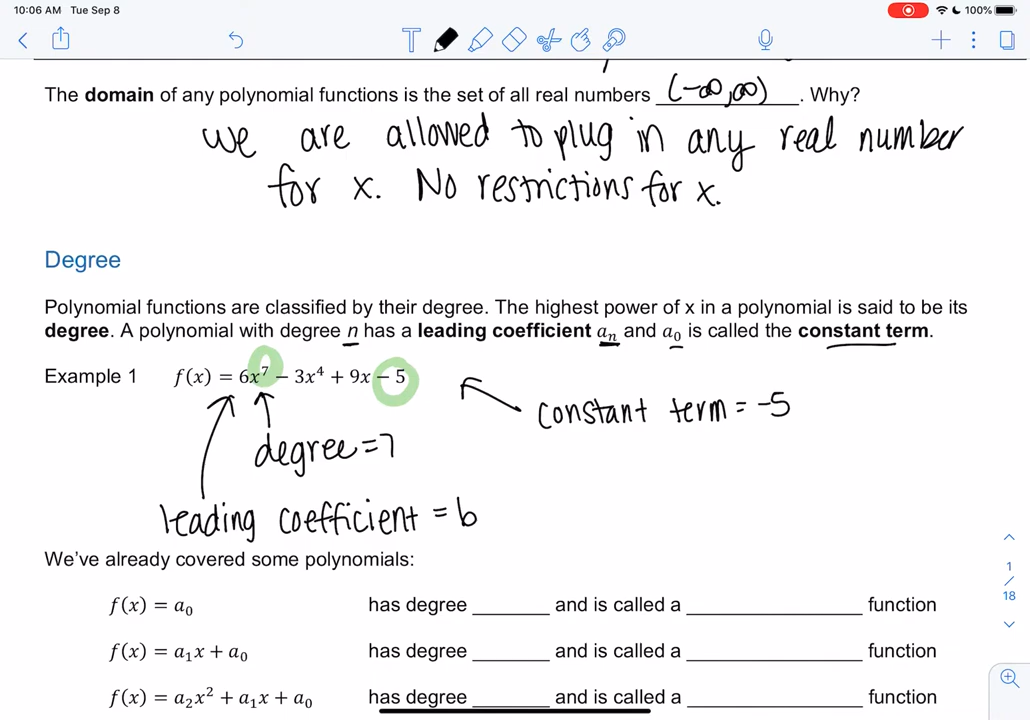 10:06 AM Tue Sep 8 100%
The domain of any polynomial functions is the set of all real numbers (-∞,∞). Why?
we are allowed to plug in any real number
for x. No restrictions for x.
Degree
Polynomial functions are classified by their degree. The highest power of x in a polynomial is said to be its
degree. A polynomial with degree n has a leading coefficient aₙ and a₀ is called the constant term.
Example 1 f(x) = 6x⁷ − 3x⁴ + 9x − 5
constant term = -5
degree = 7
leading coefficient = 6
We've already covered some polynomials:
f(x) = a₀ has degree ________ and is called a __________________ function
f(x) = a₁x + a₀ has degree ________ and is called a __________________ function
f(x) = a₂x² + a₁x + a₀ has degree ________ and is called a __________________ function
1
/
18